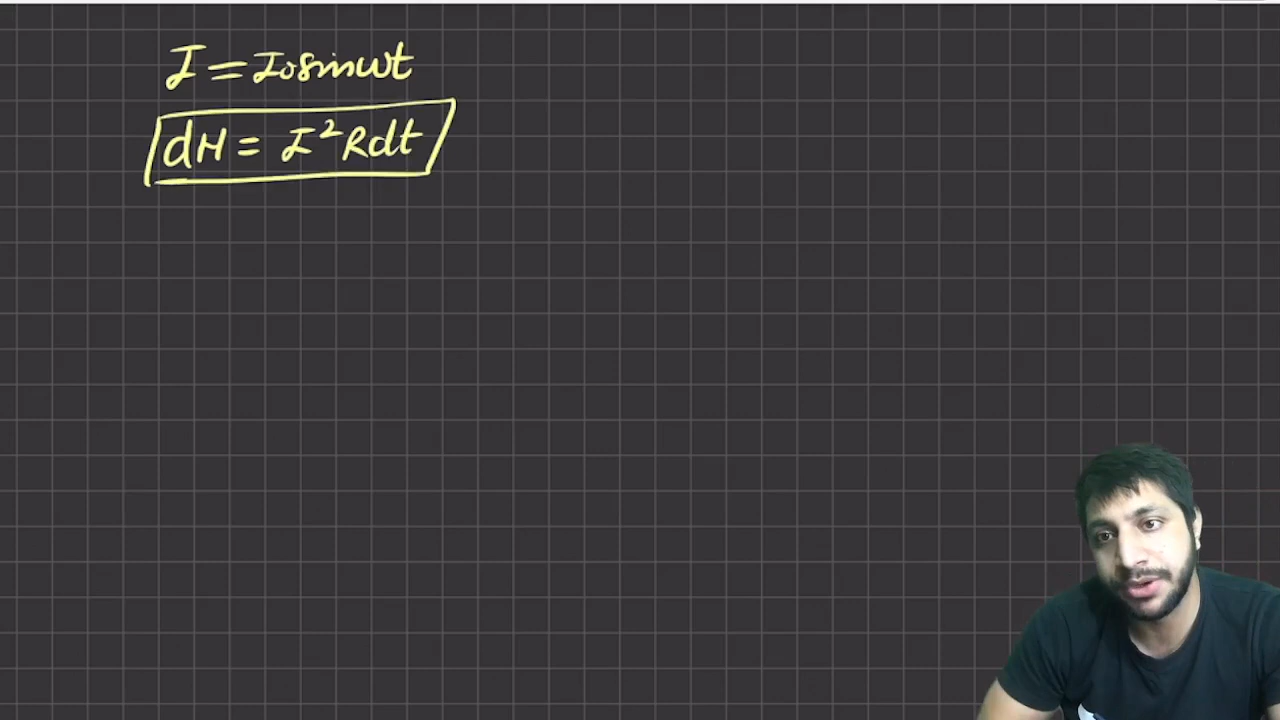 I = I₀sinωt
dH = I²Rdt